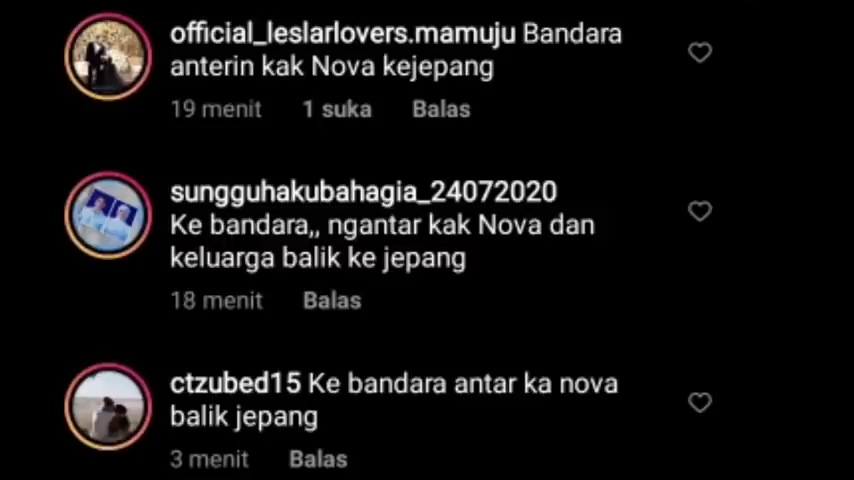 official_leslarlovers.mamuju Bandara
anterin kak Nova kejepang
19 menit 1 suka Balas
sungguhakubahagia_24072020
Ke bandara,, ngantar kak Nova dan
keluarga balik ke jepang
18 menit Balas
ctzubed15 Ke bandara antar ka nova
balik jepang
3 menit Balas